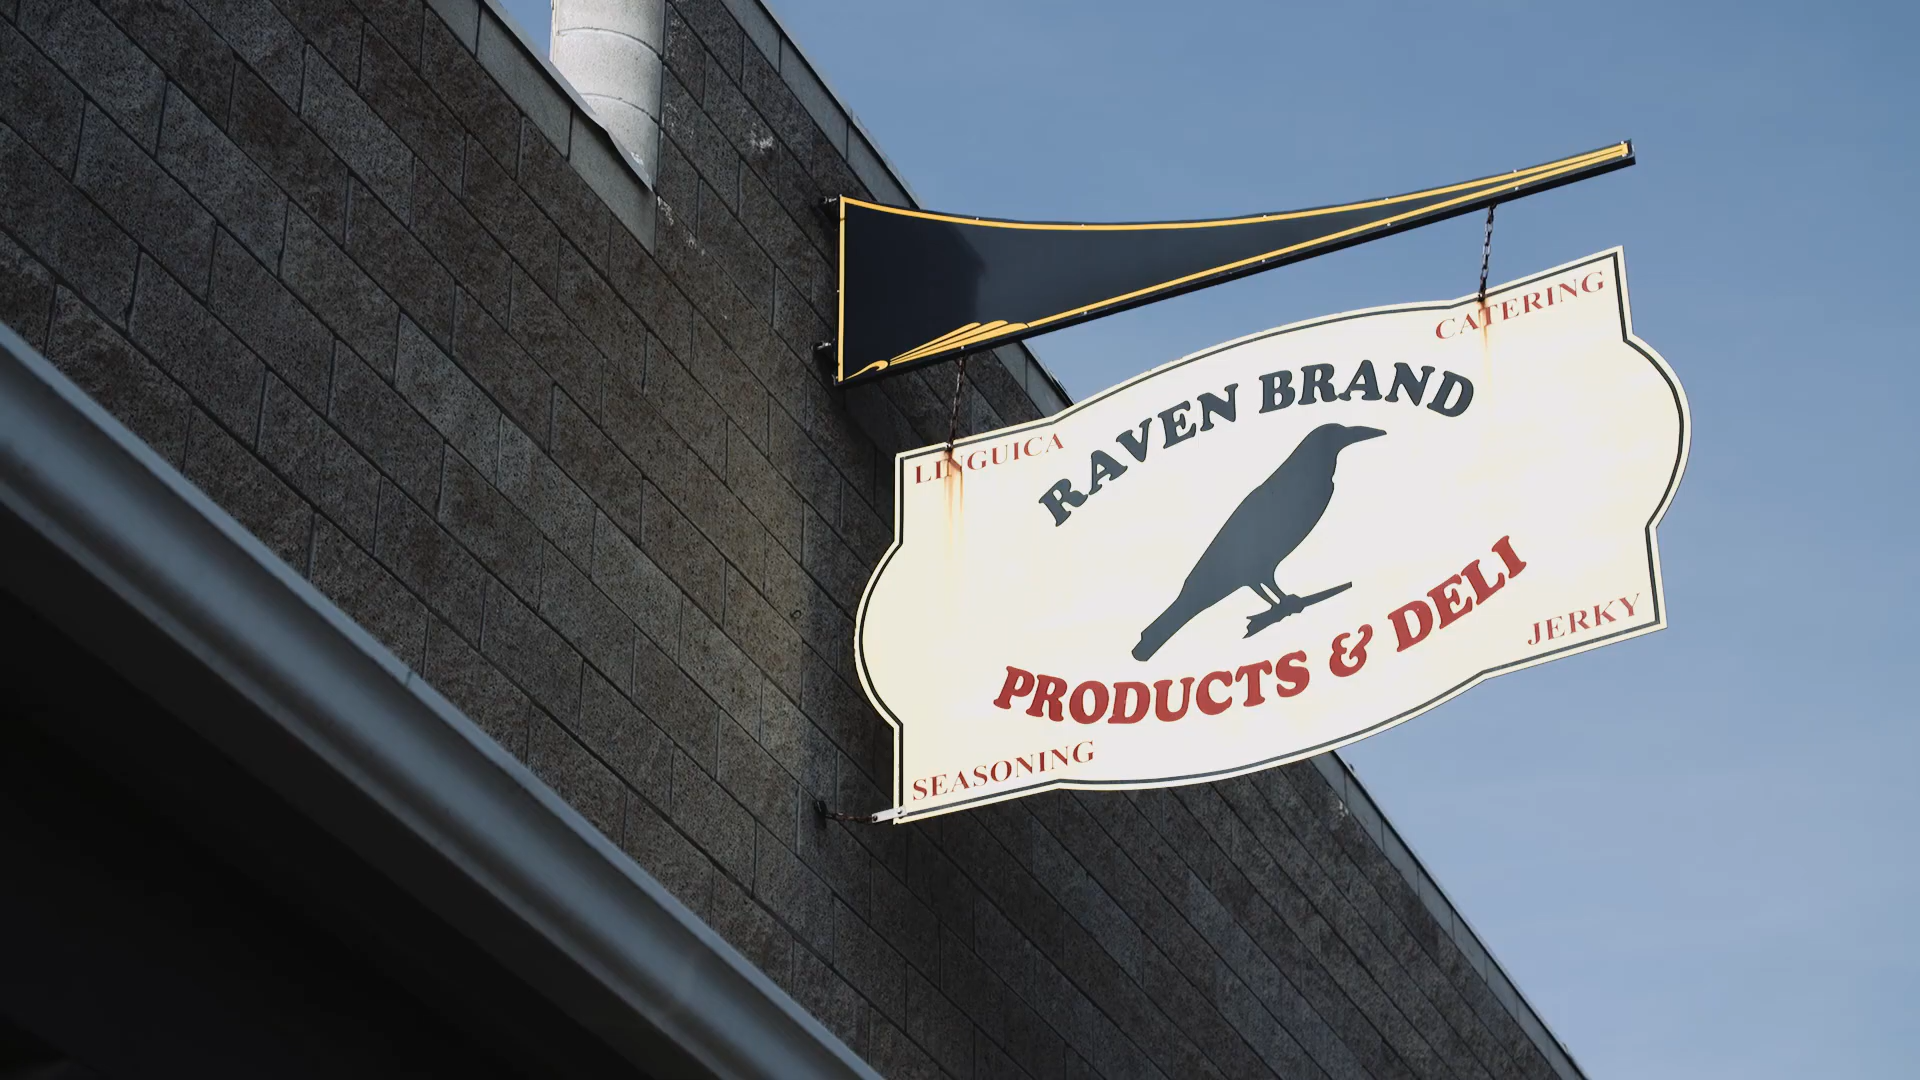 LINGUICA
CATERING
RAVEN BRAND
PRODUCTS & DELI
SEASONING
JERKY